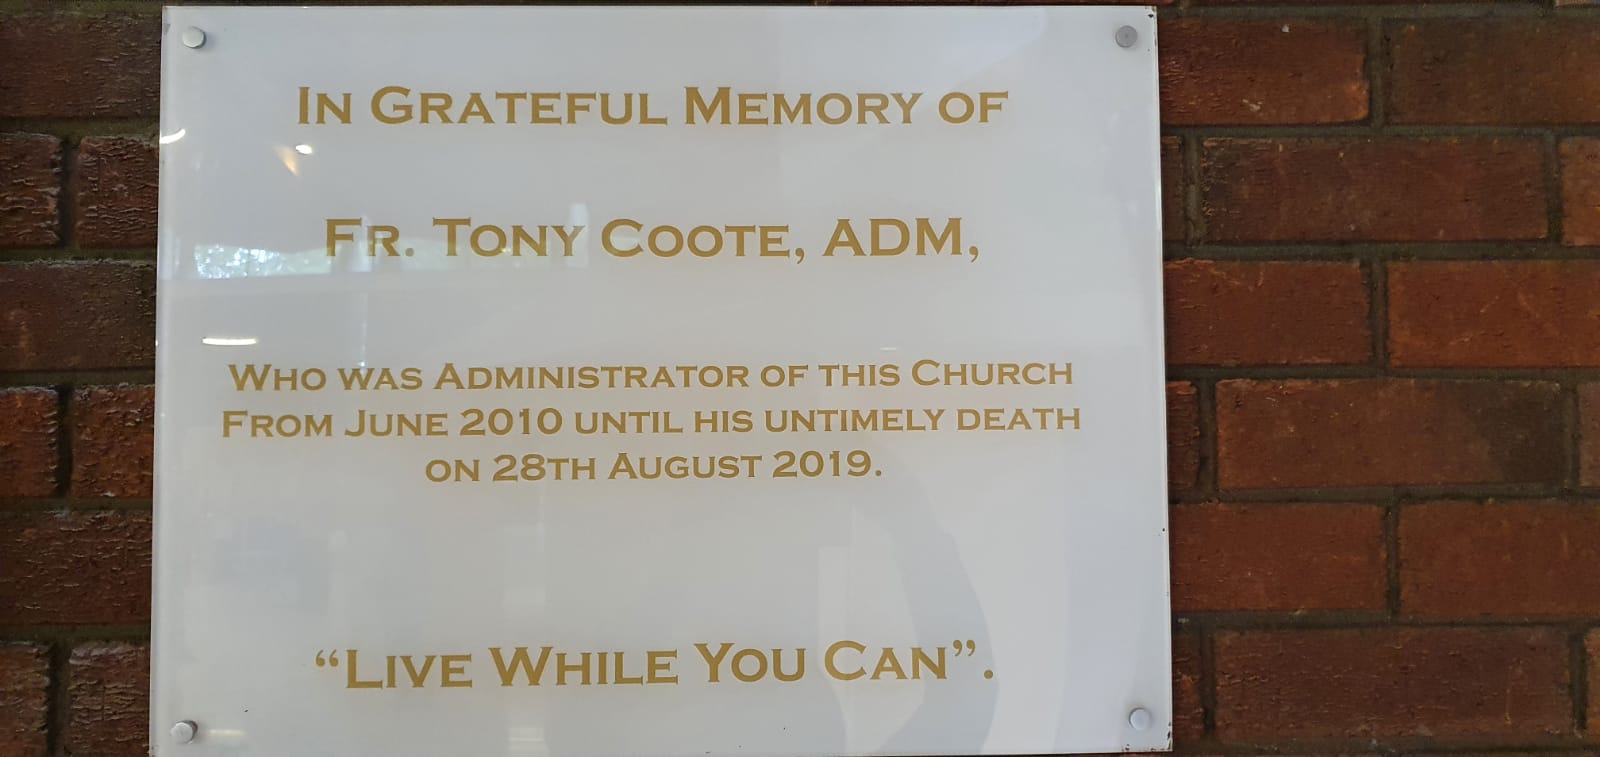 In Grateful Memory of
Fr. Tony Coote, ADM,
Who was Administrator of this Church
From June 2010 until his untimely death
on 28th August 2019.
“Live While You Can”.